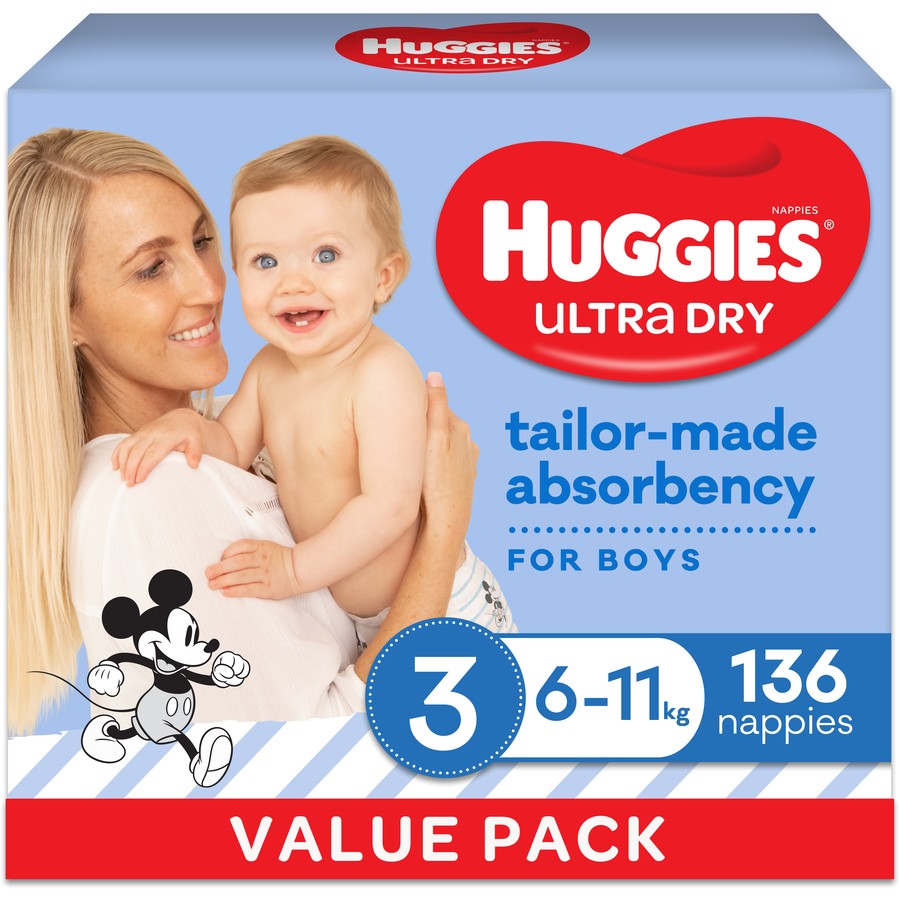 HUGGIES
NAPPIES
®
ULTRa DRY
NAPPIES
HUGGIES®
ULTRa DRY
tailor-made
absorbency
FOR BOYS
3 6-11kg 136
nappies
VALUE PACK